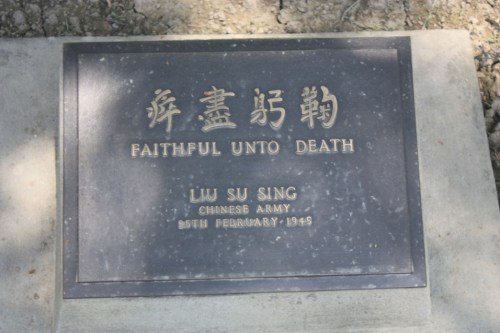 鞠躬盡瘁
FAITHFUL UNTO DEATH
LIU SU SING
CHINESE ARMY
25TH FEBRUARY·1945